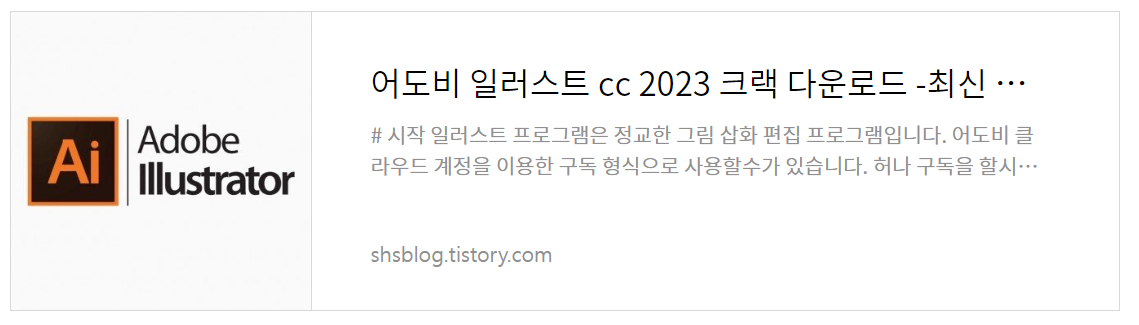 Ai
Adobe
Illustrator
어도비 일러스트 cc 2023 크랙 다운로드 -최신 …
# 시작 일러스트 프로그램은 정교한 그림 삽화 편집 프로그램입니다. 어도비 클
라우드 계정을 이용한 구독 형식으로 사용할수가 있습니다. 허나 구독을 할시…
shsblog.tistory.com